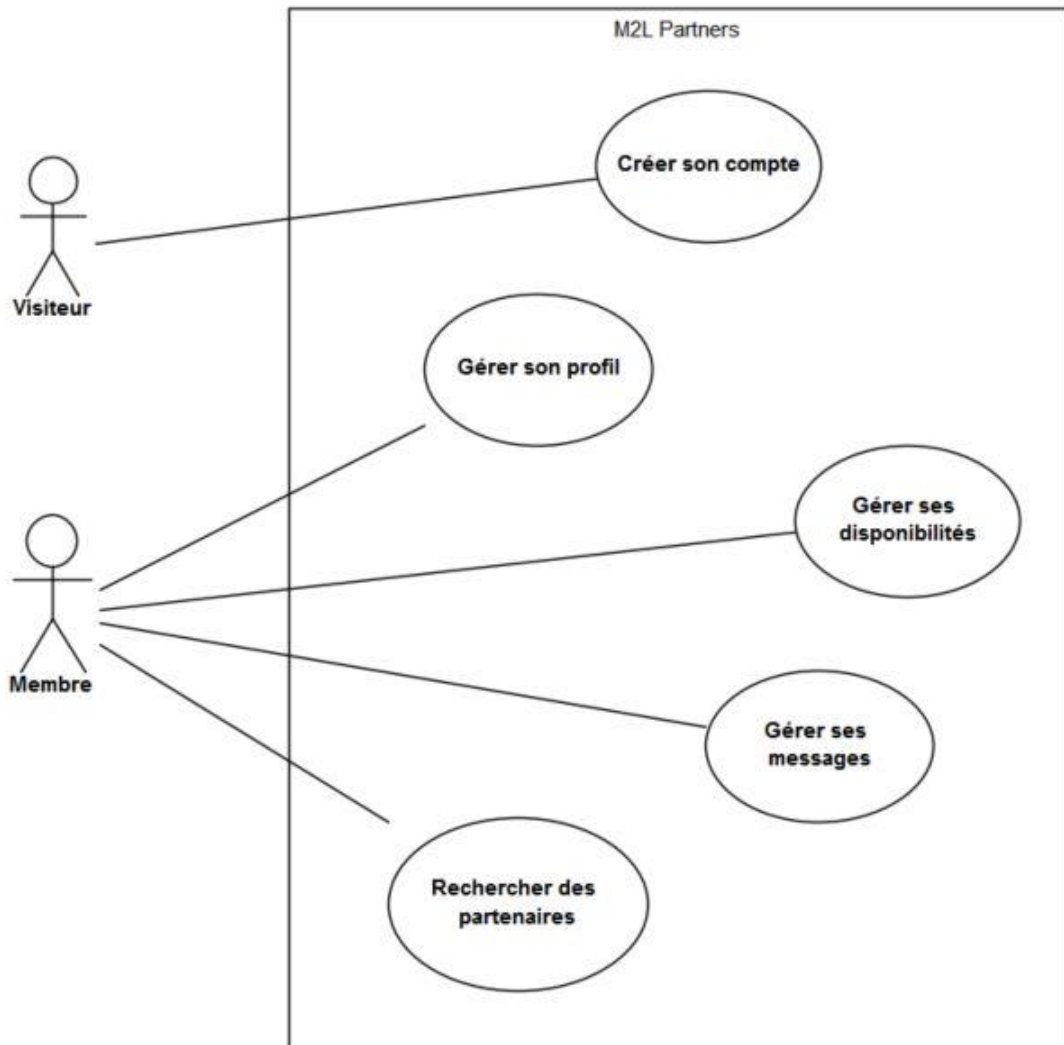 M2L Partners
Créer son compte
Visiteur
Gérer son profil
Gérer ses
disponibilités
Membre
Gérer ses
messages
Rechercher des
partenaires